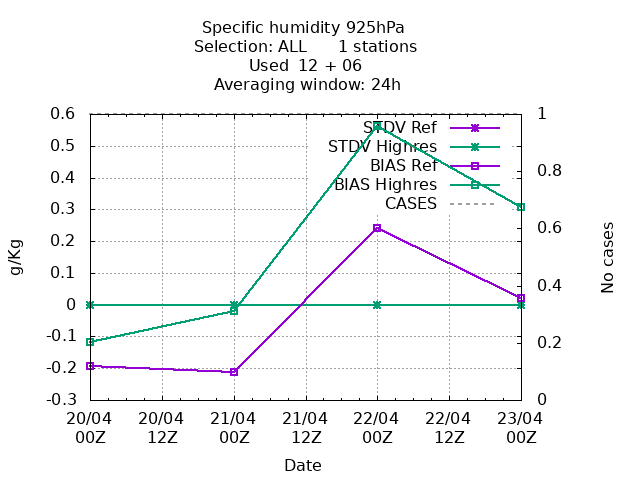 Specific humidity 925hPa
Selection: ALL 1 stations
Used 12 + 06
Averaging window: 24h
0.6
0.5
0.4
0.3
0.2
0.1
0
-0.1
-0.2
-0.3
1
0.8
0.6
0.4
0.2
0
g/Kg
No cases
STDV Ref
STDV Highres
BIAS Ref
BIAS Highres
CASES
20/04 20/04 21/04 21/04 22/04 22/04 23/04
00Z 12Z 00Z 12Z 00Z 12Z 00Z
Date